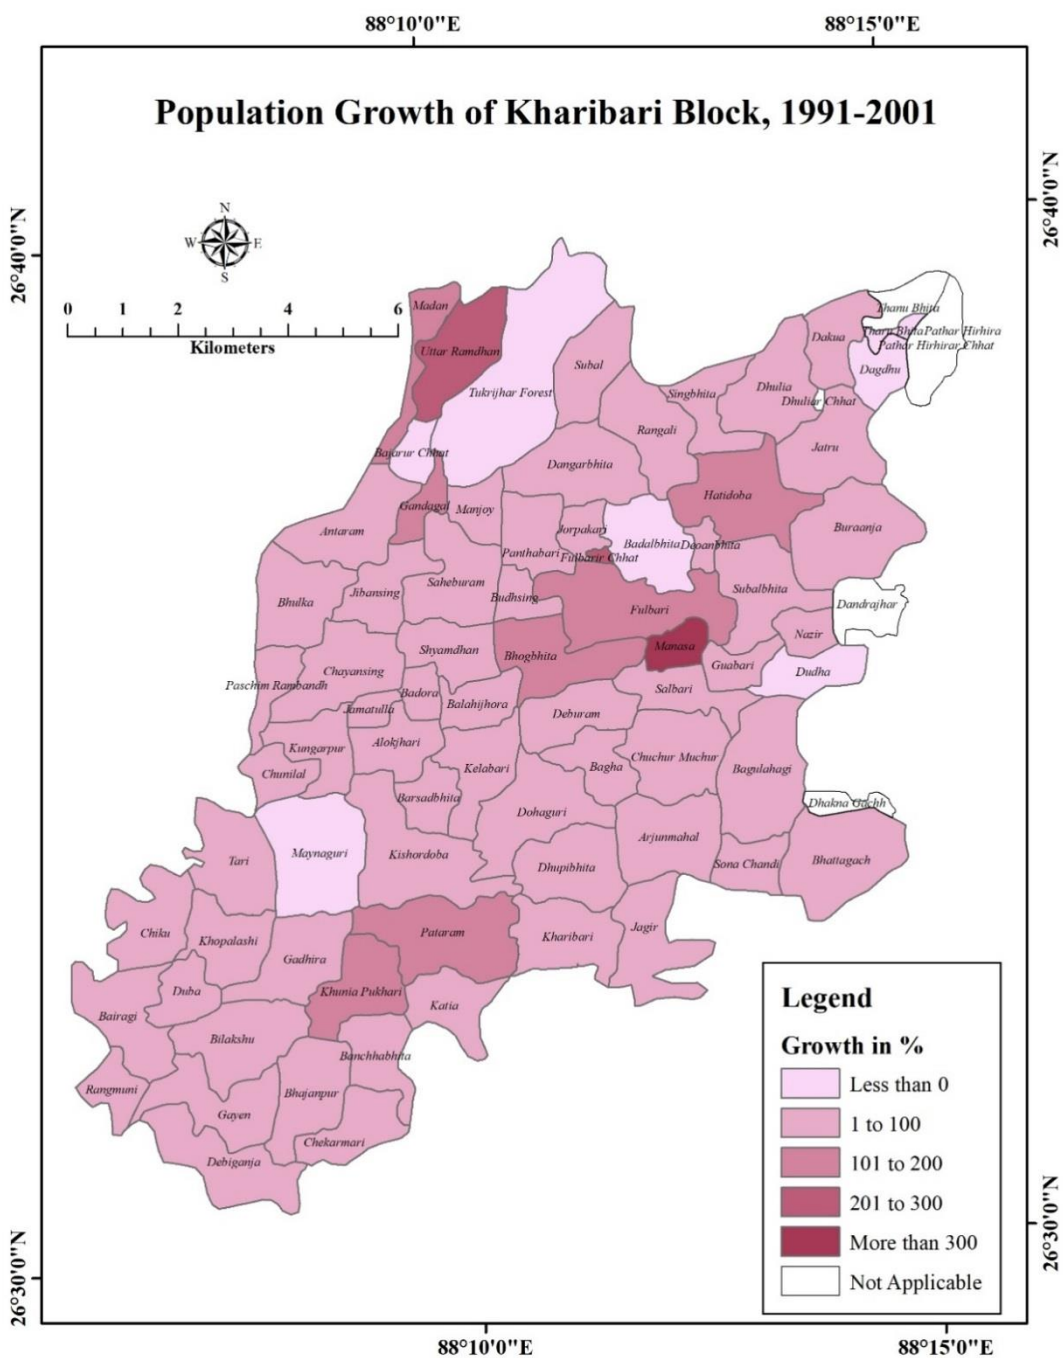 88°10'0"E
88°15'0"E
Population Growth of Kharibari Block, 1991-2001
26°40'0"N
26°40'0"N
N
W
E
S
0 1 2 4 6
Kilometers
Madan
Thanu Bhita
Uttar Ramdhan
Dakua
Tharu Bhita
Pathar Hirhira
Pathar Hirhirar Chhat
Subal
Dagdhu
Tukrijhar Forest
Singbhita
Dhulia
Dhuliar Chhat
Rangali
Jatru
Bajarur Chhat
Dangarbhita
Hatidoba
Gandagal
Manjoy
Antaram
Jorpakari
Buraanja
Badalbhita
Deoanbhita
Panthabari
Fulbarir Chhat
Saheburam
Jibansing
Subalbhita
Bhulka
Budhsing
Fulbari
Dandrajhar
Nazir
Shyamdhan
Bhogbhita
Manasa
Guabari
Chayansing
Dudha
Paschim Rambandh
Badora
Salbari
Balahijhora
Jamatulla
Deburam
Kungarpur
Alokjhari
Chuchur Muchur
Kelabari
Bagha
Bagulahagi
Chunilal
Barsadbhita
Dhakna Gachh
Dohaguri
Arjunmahal
Tari
Maynaguri
Kishordoba
Dhupibhita
Sona Chandi
Bhattagach
Chiku
Khopalashi
Pataram
Kharibari
Jagir
Gadhira
Duba
Khunia Pukhari
Katia
Bairagi
Bilakshu
Banchhabhita
Rangmuni
Bhajanpur
Gayen
Chekarmari
Debiganja
Legend
Growth in %
Less than 0
1 to 100
101 to 200
201 to 300
More than 300
Not Applicable
26°30'0"N
26°30'0"N
88°10'0"E
88°15'0"E